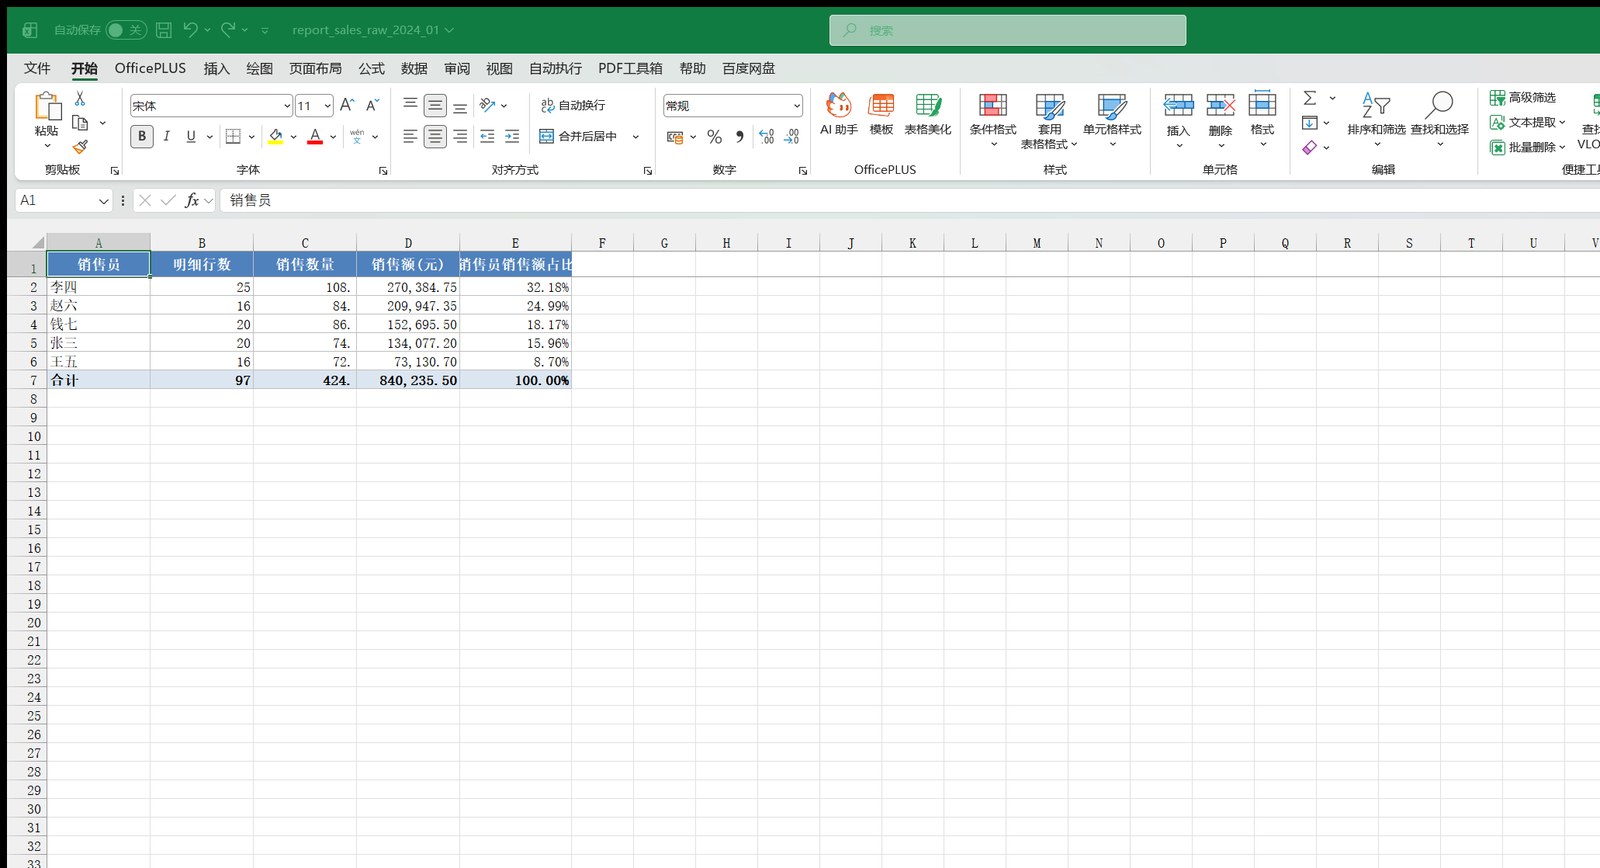 自动保存 关 report_sales_raw_2024_01 搜索
文件 开始 OfficePLUS 插入 绘图 页面布局 公式 数据 审阅 视图 自动执行 PDF工具箱 帮助 百度网盘
粘贴 宋体 11 A A ab 自动换行 常规 AI 助手 模板 表格美化 条件格式 套用 表格格式 单元格样式 插入 删除 格式 排序和筛选 查找和选择 高级筛选
B I U A wén 文 合并后居中 % 文本提取 查找
批量删除 VLO
剪贴板 字体 对齐方式 数字 OfficePLUS 样式 单元格 编辑 便捷工具
A1 fx 销售员
A B C D E F G H I J K L M N O P Q R S T U V
1 销售员 明细行数 销售数量 销售额(元) 销售员销售额占比
2 李四 25 108. 270,384.75 32.18%
3 赵六 16 84. 209,947.35 24.99%
4 钱七 20 86. 152,695.50 18.17%
5 张三 20 74. 134,077.20 15.96%
6 王五 16 72. 73,130.70 8.70%
7 合计 97 424. 840,235.50 100.00%
8
9
10
11
12
13
14
15
16
17
18
19
20
21
22
23
24
25
26
27
28
29
30
31
32
33